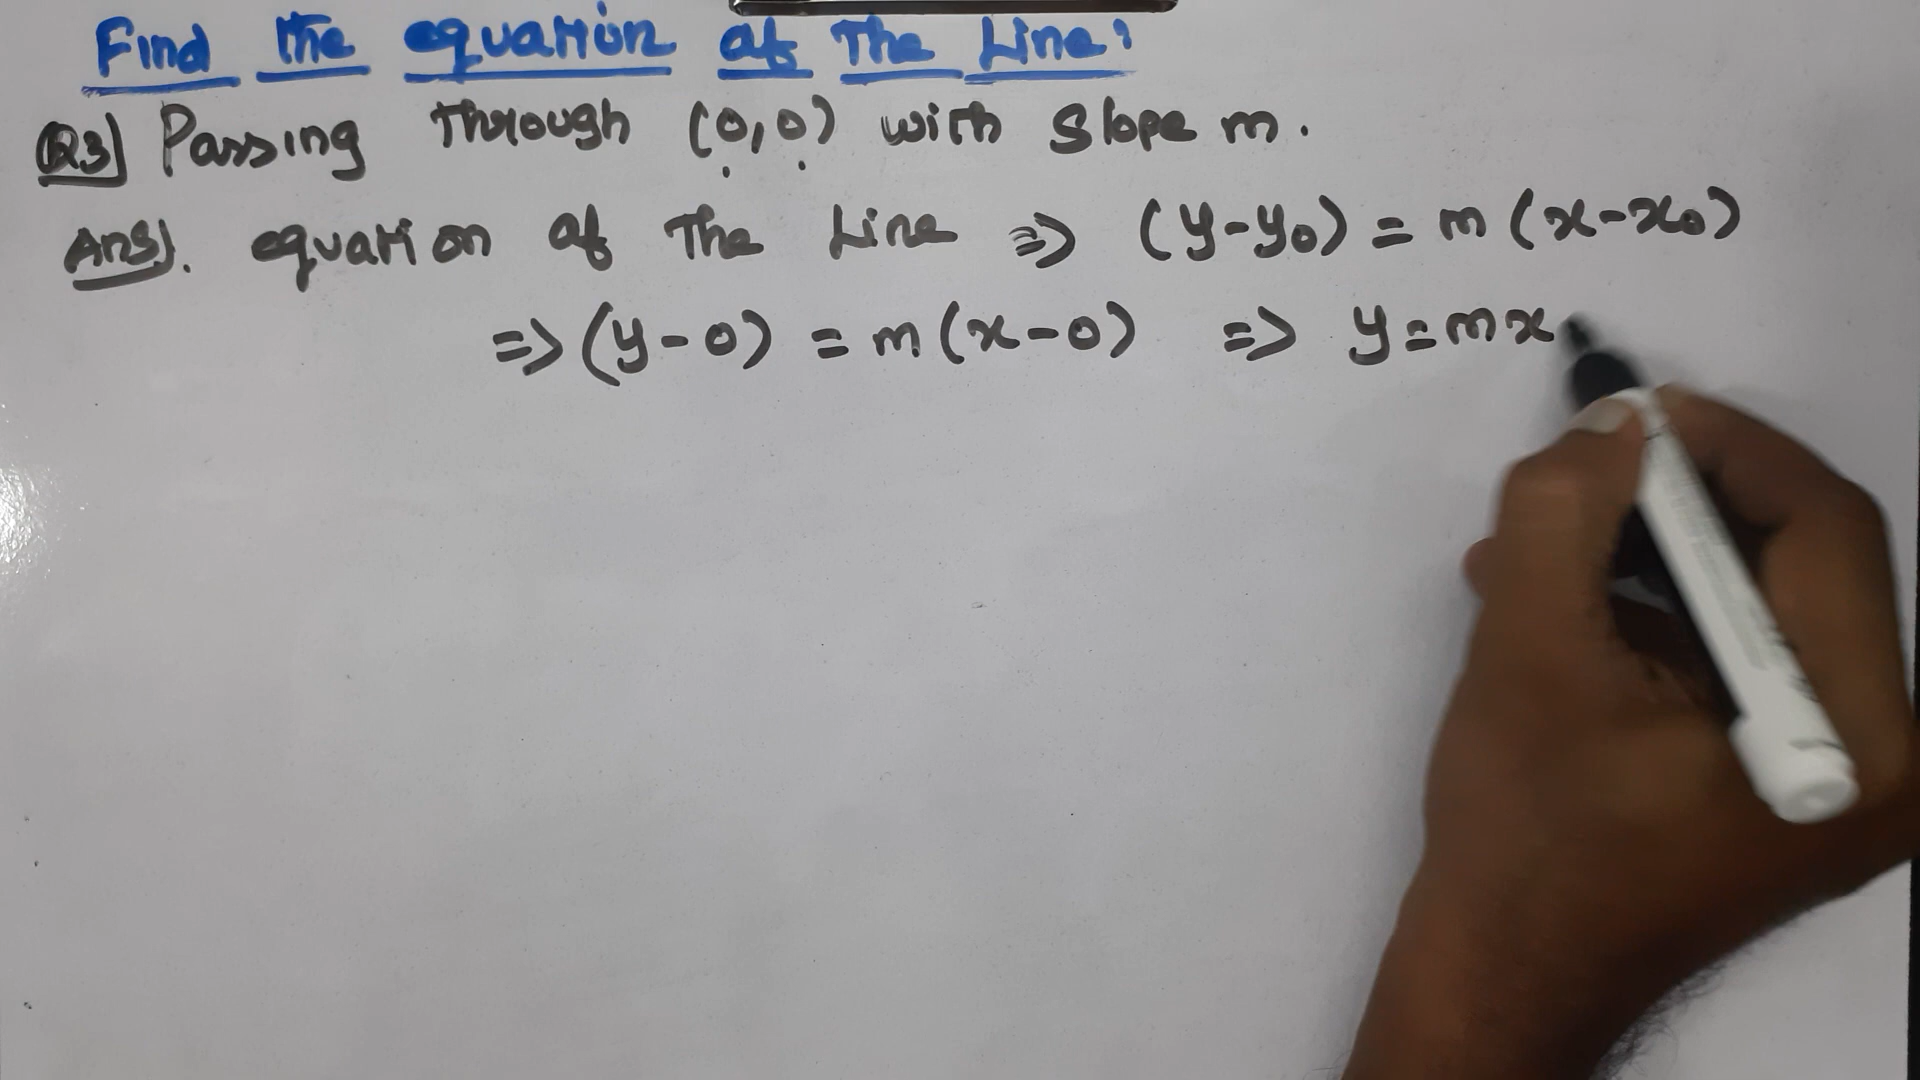 Find the equation of The Line:
Q3] Passing Through (0,0) with Slope m.
Ans]. equation of The Line => (y-y₀) = m(x-x₀)
=> (y-0) = m(x-0) => y=mx